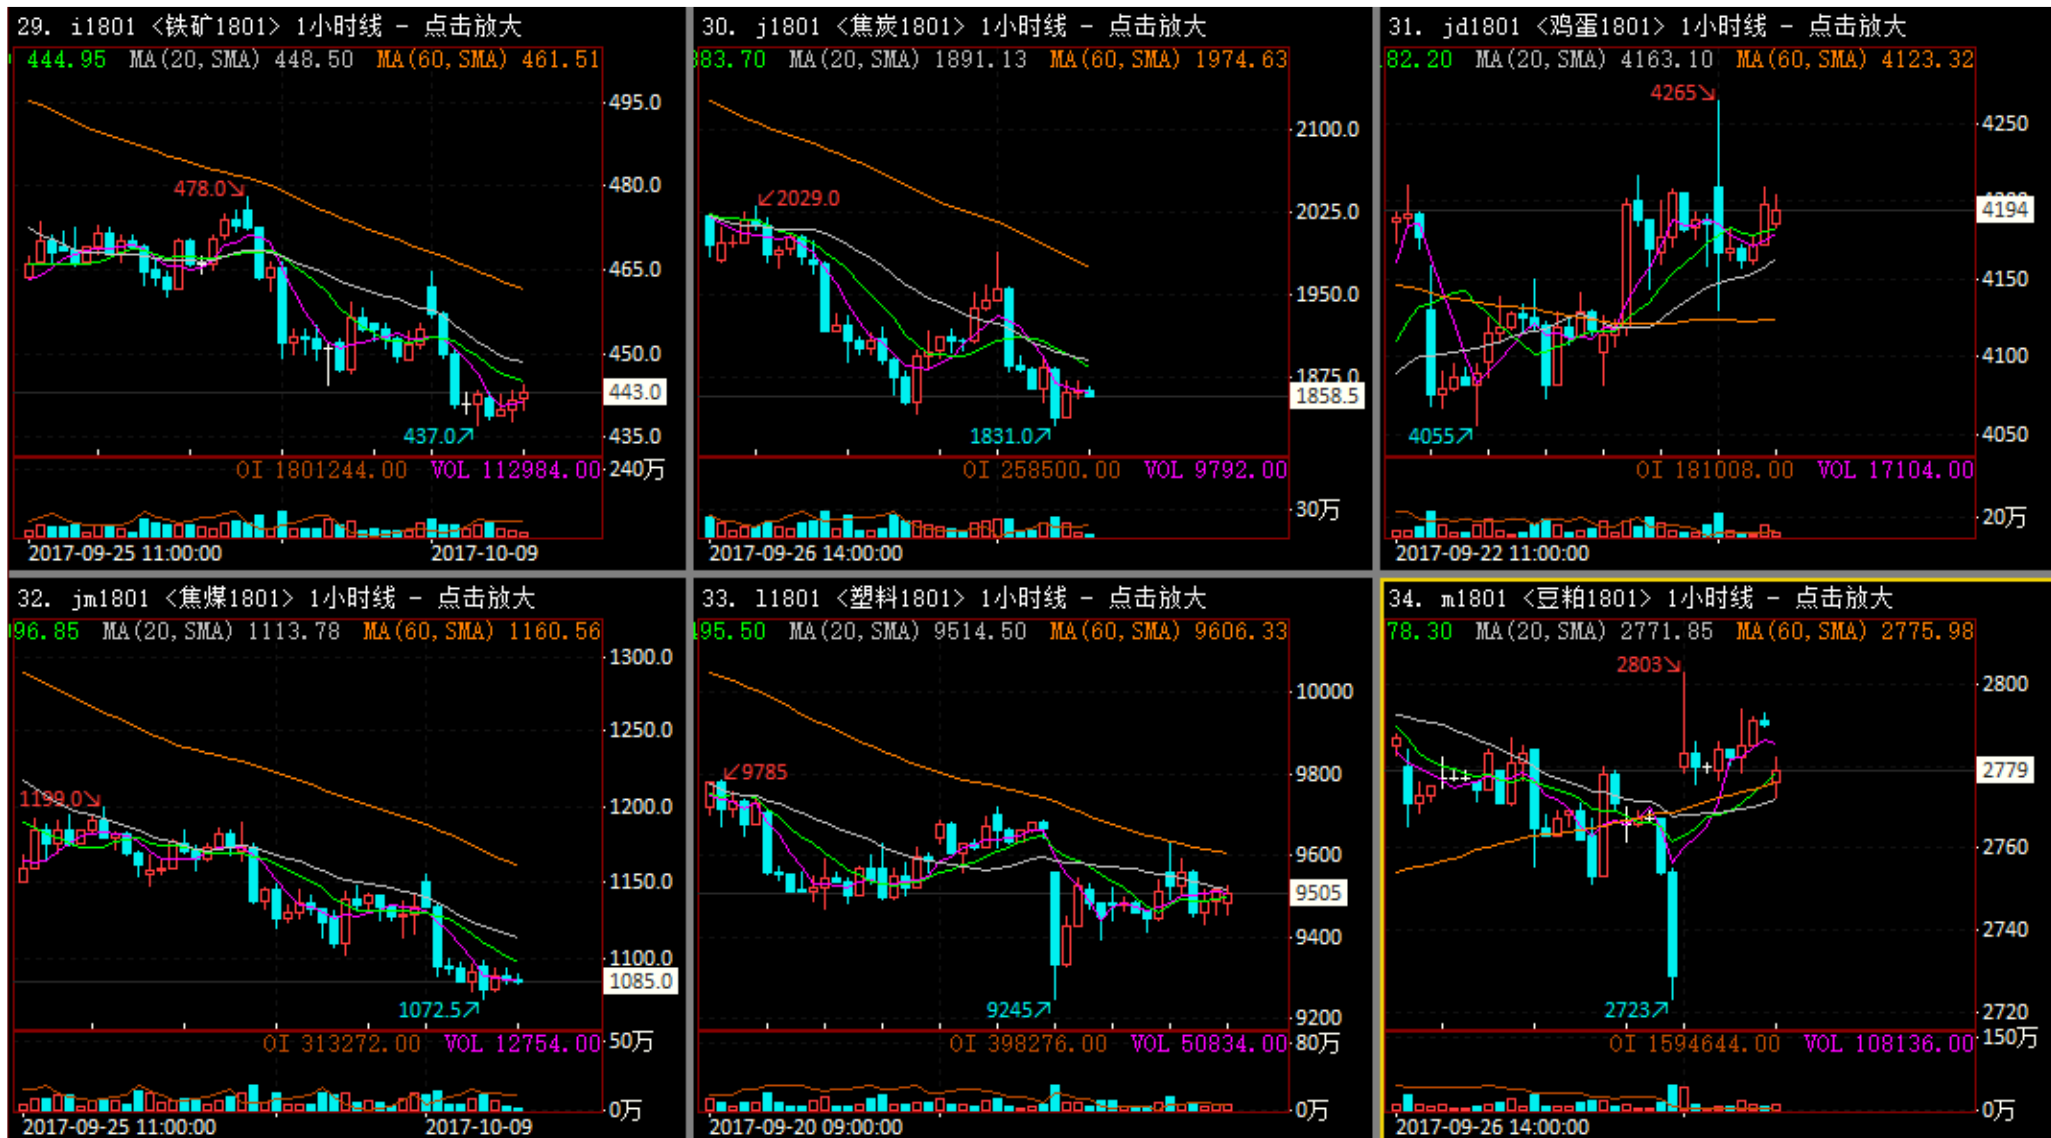 29. i1801 <铁矿1801> 1小时线 - 点击放大
444.95 MA(20,SMA) 448.50 MA(60,SMA) 461.51
495.0
478.0↘
480.0
465.0
450.0
443.0
437.0↗
435.0
OI 1801244.00 VOL 112984.00
240万
2017-09-25 11:00:00 2017-10-09
30. j1801 <焦炭1801> 1小时线 - 点击放大
883.70 MA(20,SMA) 1891.13 MA(60,SMA) 1974.63
2100.0
↙2029.0
2025.0
1950.0
1875.0
1858.5
1831.0↗
OI 258500.00 VOL 9792.00
30万
2017-09-26 14:00:00
31. jd1801 <鸡蛋1801> 1小时线 - 点击放大
82.20 MA(20,SMA) 4163.10 MA(60,SMA) 4123.32
4265↘
4250
4194
4150
4100
4055↗
4050
OI 181008.00 VOL 17104.00
20万
2017-09-22 11:00:00
32. jm1801 <焦煤1801> 1小时线 - 点击放大
96.85 MA(20,SMA) 1113.78 MA(60,SMA) 1160.56
1300.0
1250.0
1199.0↘
1200.0
1150.0
1100.0
1085.0
1072.5↗
OI 313272.00 VOL 12754.00
50万
0万
2017-09-25 11:00:00 2017-10-09
33. l1801 <塑料1801> 1小时线 - 点击放大
495.50 MA(20,SMA) 9514.50 MA(60,SMA) 9606.33
10000
↙9785
9800
9600
9505
9400
9245↗
9200
OI 398276.00 VOL 50834.00
80万
0万
2017-09-20 09:00:00
34. m1801 <豆粕1801> 1小时线 - 点击放大
78.30 MA(20,SMA) 2771.85 MA(60,SMA) 2775.98
2803↘
2800
2779
2760
2740
2723↗
2720
OI 1594644.00 VOL 108136.00
150万
0万
2017-09-26 14:00:00